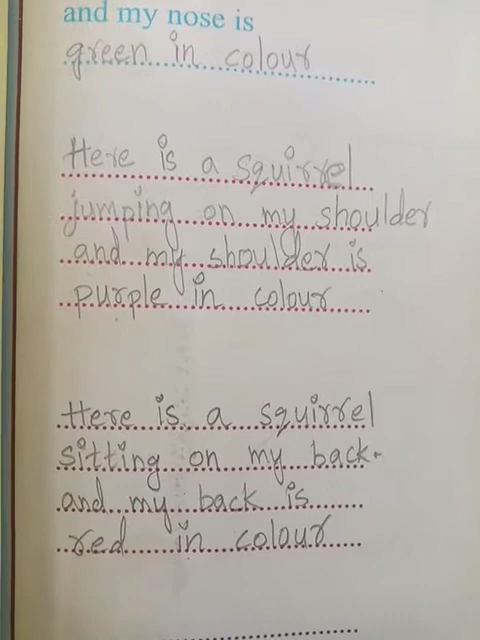 and my nose is
green in colour
Here is a squirrel
jumping on my shoulder
and my shoulder is
purple in colour
Here is a squirrel
sitting on my back.
and my back is
red in colour